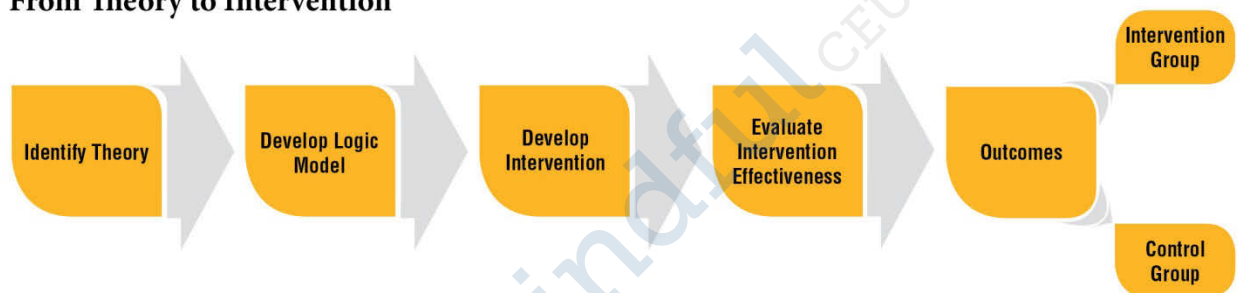 From Theory to Intervention
Identify Theory
Develop Logic
Model
Develop
Intervention
Evaluate
Intervention
Effectiveness
Outcomes
Intervention
Group
Control
Group